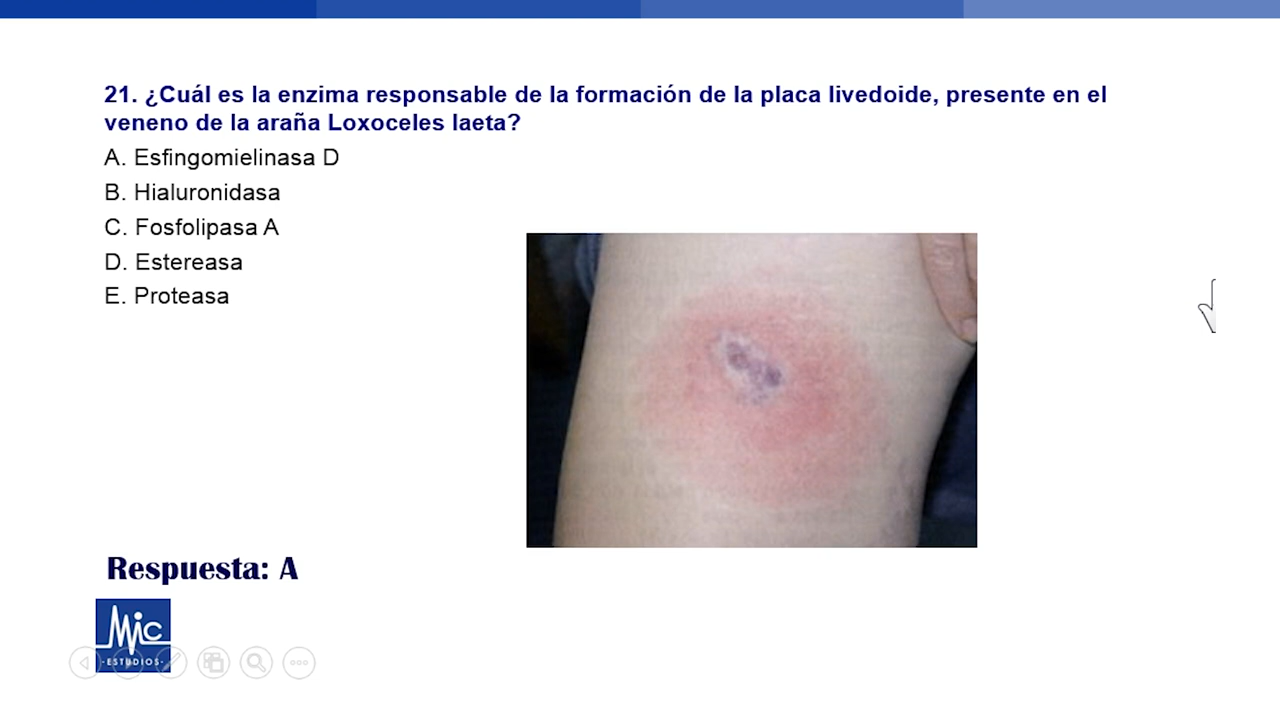 21. ¿Cuál es la enzima responsable de la formación de la placa livedoide, presente en el
veneno de la araña Loxoceles laeta?
A. Esfingomielinasa D
B. Hialuronidasa
C. Fosfolipasa A
D. Estereasa
E. Proteasa
Respuesta: A
Mic
-ESTUDIOS-